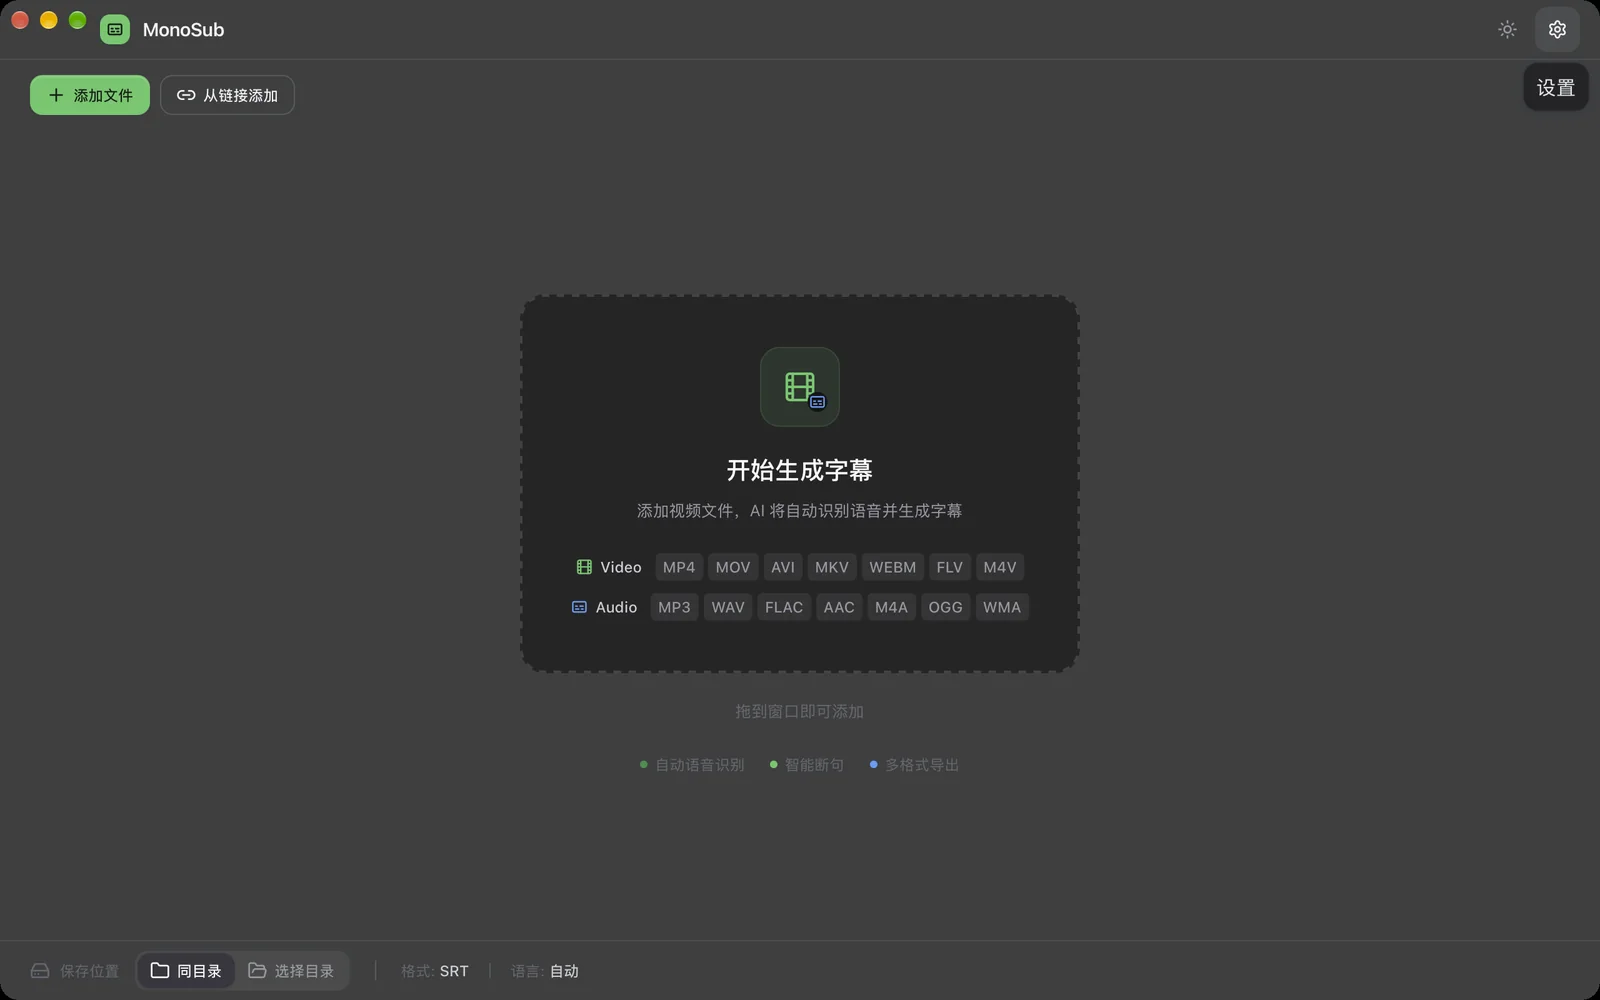 MonoSub
添加文件
从链接添加
设置
开始生成字幕
添加视频文件，AI 将自动识别语音并生成字幕
Video MP4 MOV AVI MKV WEBM FLV M4V
Audio MP3 WAV FLAC AAC M4A OGG WMA
拖到窗口即可添加
自动语音识别 智能断句 多格式导出
保存位置 同目录 选择目录 格式: SRT 语言: 自动